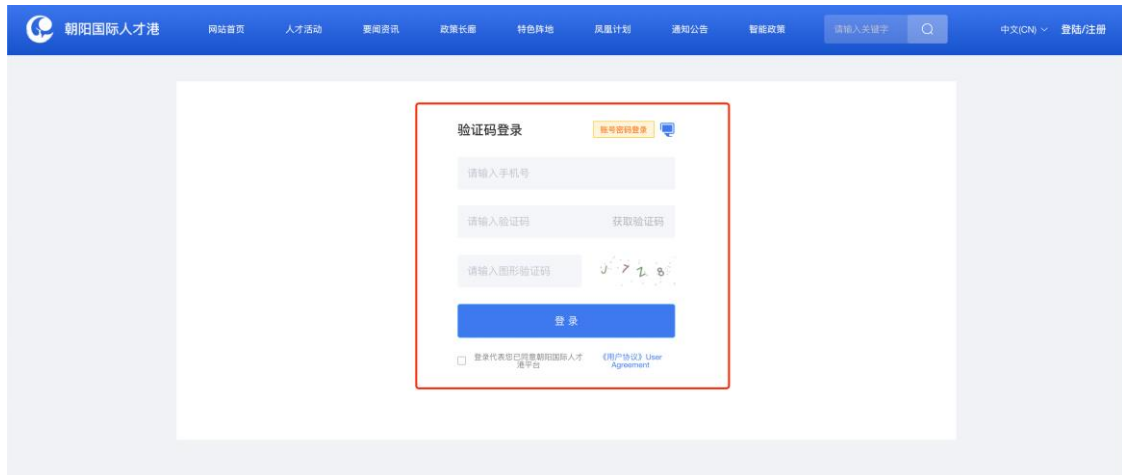 朝阳国际人才港 网站首页 人才活动 要闻资讯 政策长廊 特色阵地 凤凰计划 通知公告 智能政策 请输入关键字 中文(CN) 登陆/注册
验证码登录 账号密码登录
请输入手机号
请输入验证码 获取验证码
请输入图形验证码 J 7 Z 8
登 录
登录代表您已同意朝阳国际人才 《用户协议》User
港平台 Agreement